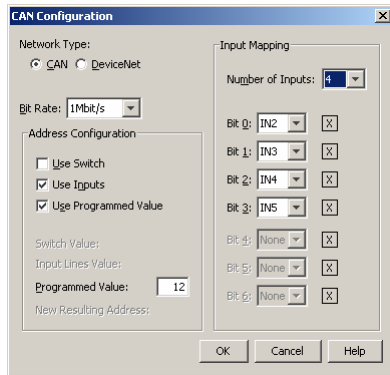 CAN Configuration
Network Type:
CAN DeviceNet
Bit Rate: 1Mbit/s
Address Configuration
Use Switch
Use Inputs
Use Programmed Value
Switch Value:
Input Lines Value:
Programmed Value: 12
New Resulting Address:
Input Mapping
Number of Inputs: 4
Bit 0: IN2 X
Bit 1: IN3 X
Bit 2: IN4 X
Bit 3: IN5 X
Bit 4: None X
Bit 5: None X
Bit 6: None X
OK Cancel Help